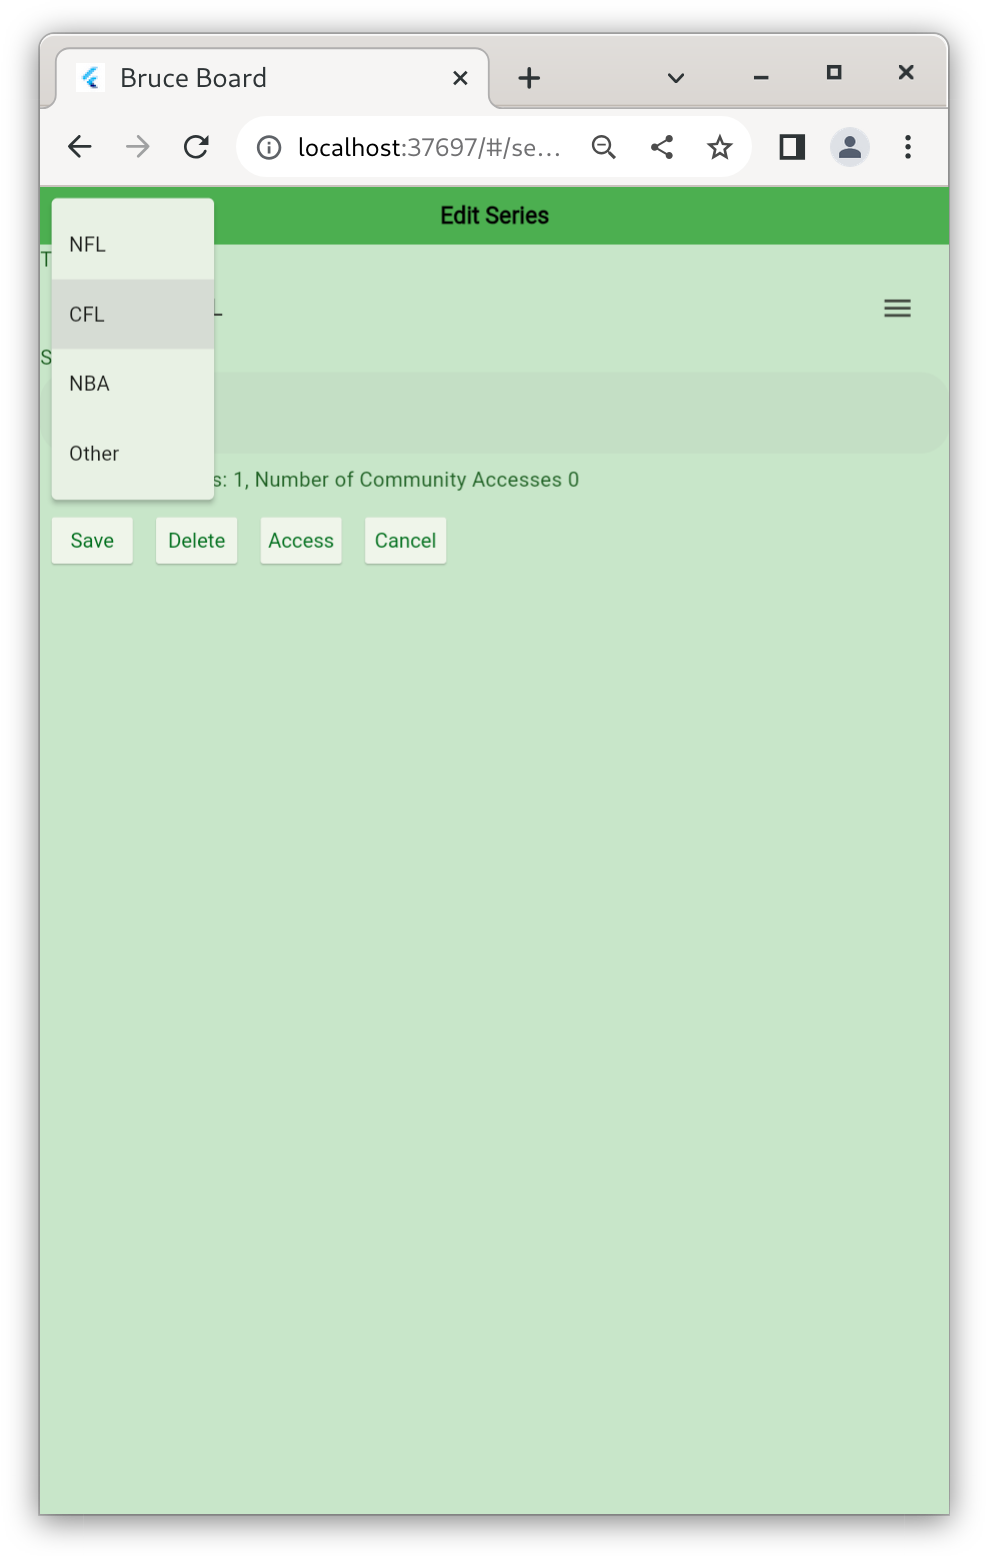 Bruce Board
localhost:37697/#/se...
Edit Series
NFL
T
CFL
L
S
NBA
Other
s: 1, Number of Community Accesses 0
Save Delete Access Cancel